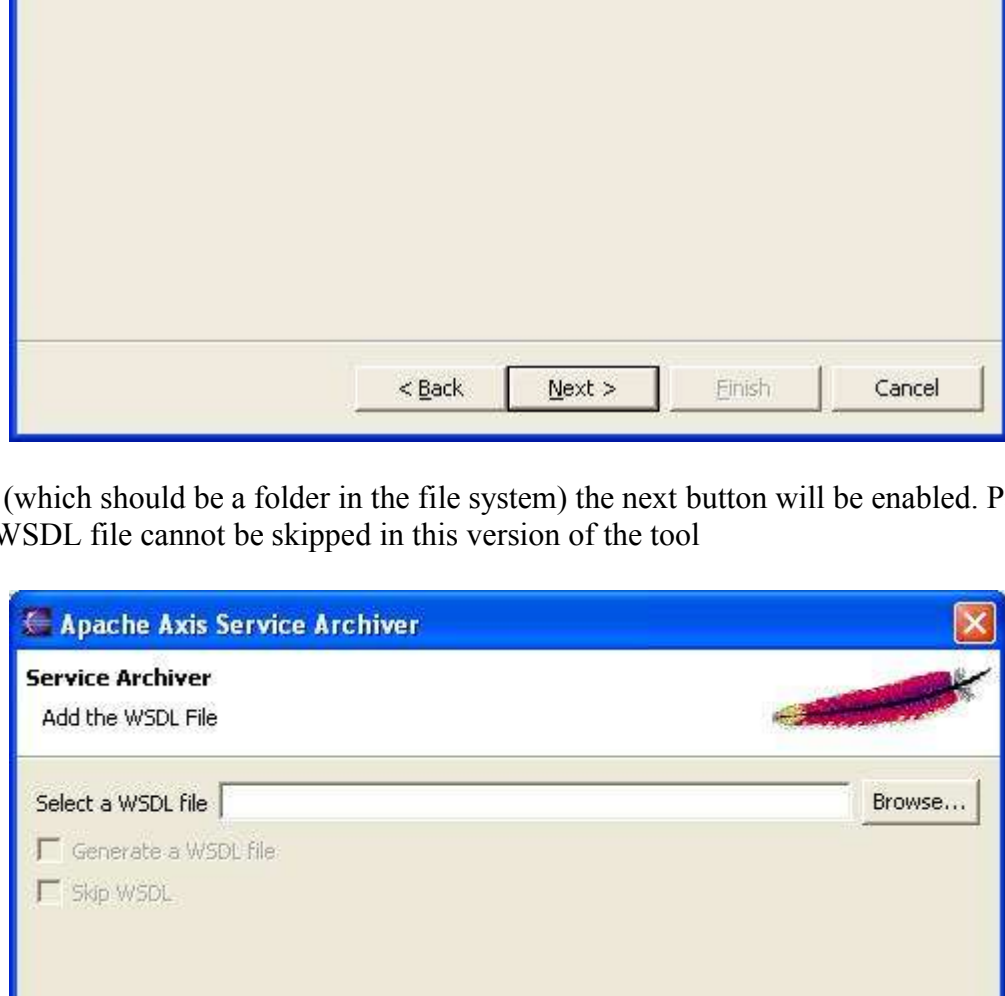 < Back Next > Finish Cancel
(which should be a folder in the file system) the next button will be enabled.
WSDL file cannot be skipped in this version of the tool
Apache Axis Service Archiver
Service Archiver
Add the WSDL File
Select a WSDL file Browse...
Generate a WSDL file
Skip WSDL